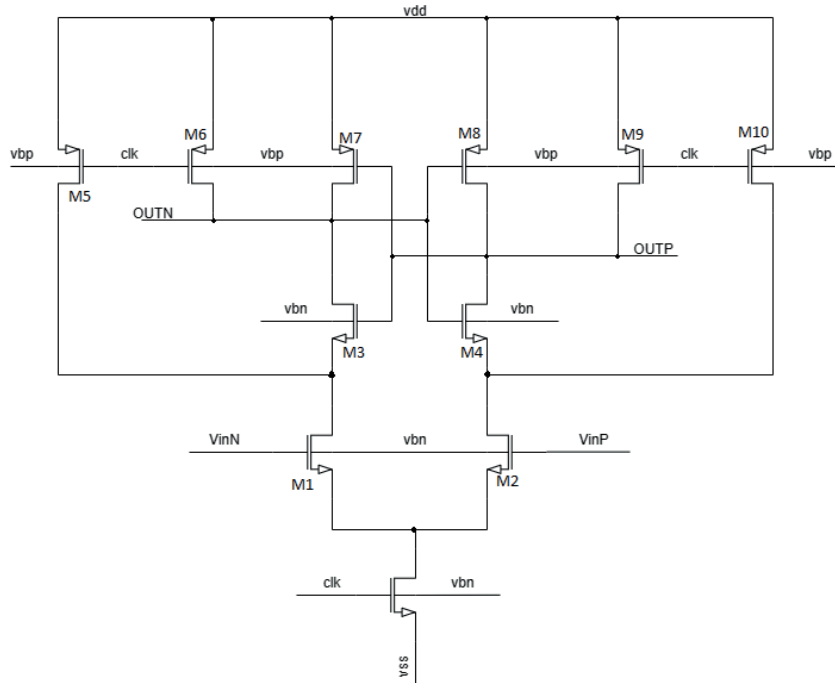 vdd
M6
M7
M8
M9
M10
vbp
clk
vbp
vbp
clk
vbp
M5
OUTN
OUTP
vbn
vbn
M3
M4
VinN
vbn
VinP
M1
M2
clk
vbn
vss